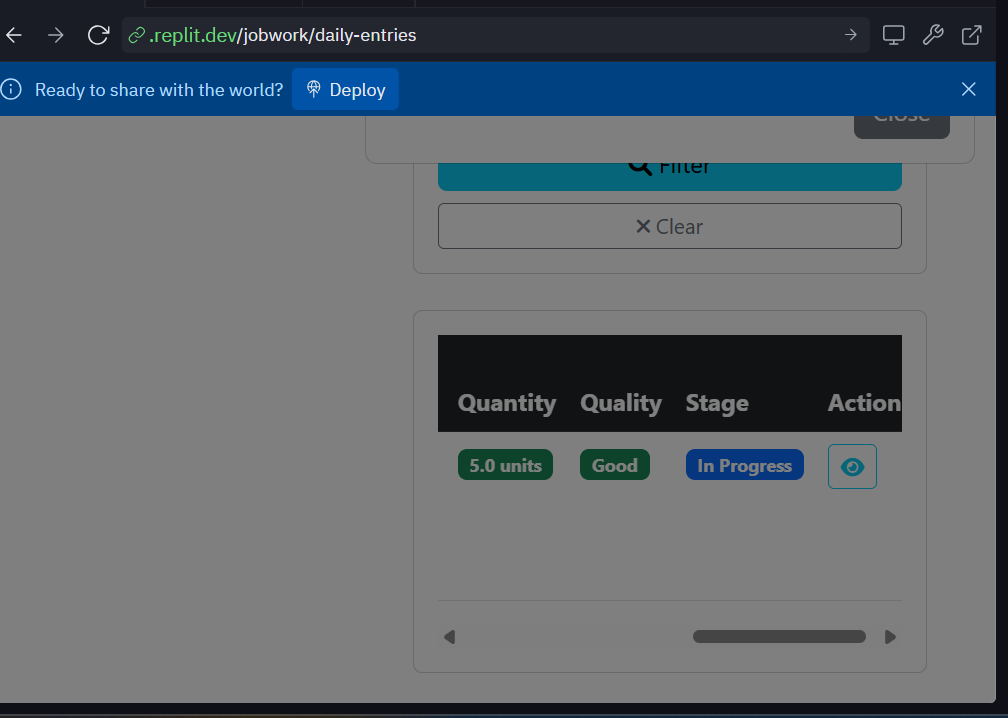 .replit.dev/jobwork/daily-entries
Ready to share with the world? Deploy
Close
Filter
Clear
Quantity Quality Stage Action
5.0 units Good In Progress